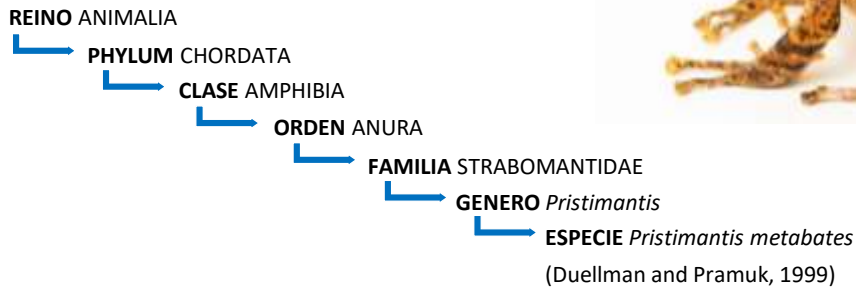 REINO ANIMALIA
PHYLUM CHORDATA
CLASE AMPHIBIA
ORDEN ANURA
FAMILIA STRABOMANTIDAE
GENERO Pristimantis
ESPECIE Pristimantis metabates
(Duellman and Pramuk, 1999)